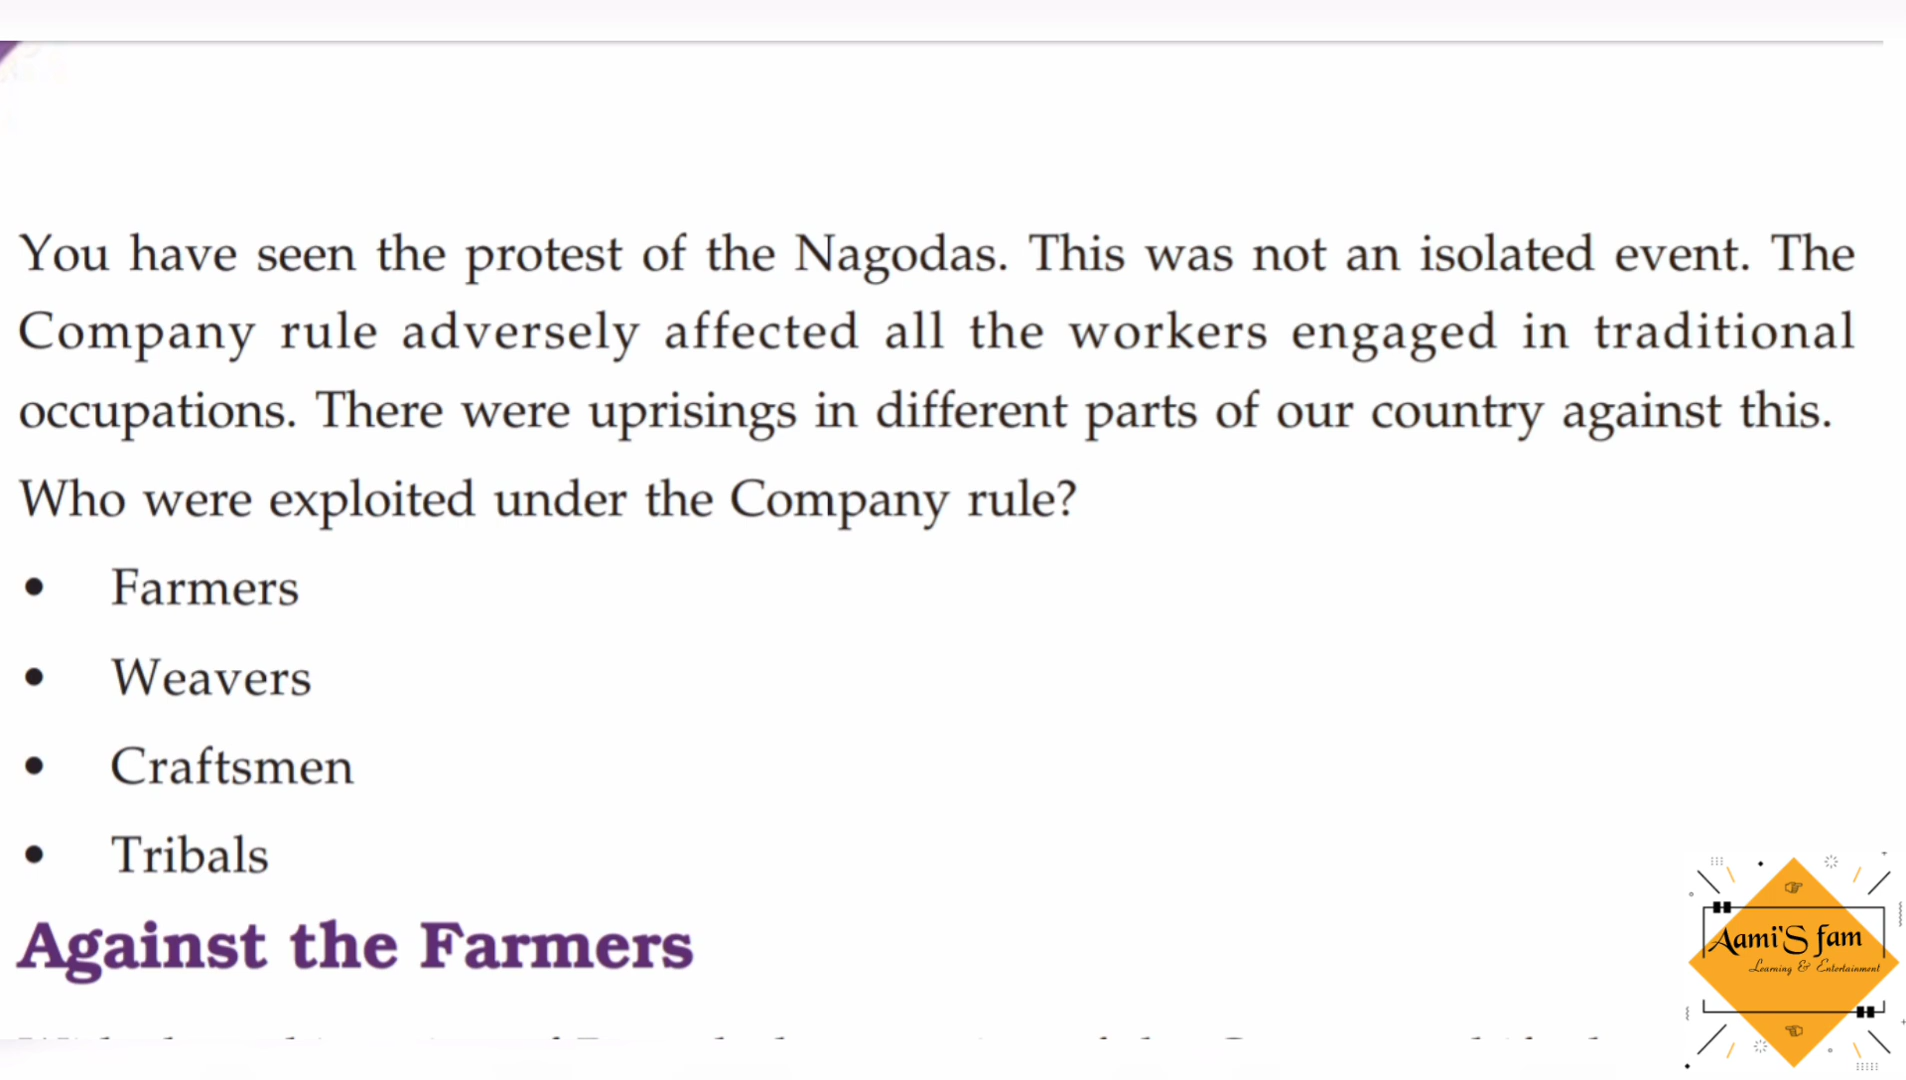 You have seen the protest of the Nagodas. This was not an isolated event. The
Company rule adversely affected all the workers engaged in traditional
occupations. There were uprisings in different parts of our country against this.
Who were exploited under the Company rule?
• Farmers
• Weavers
• Craftsmen
• Tribals
Against the Farmers
Aami'S fam
Learning & Entertainment